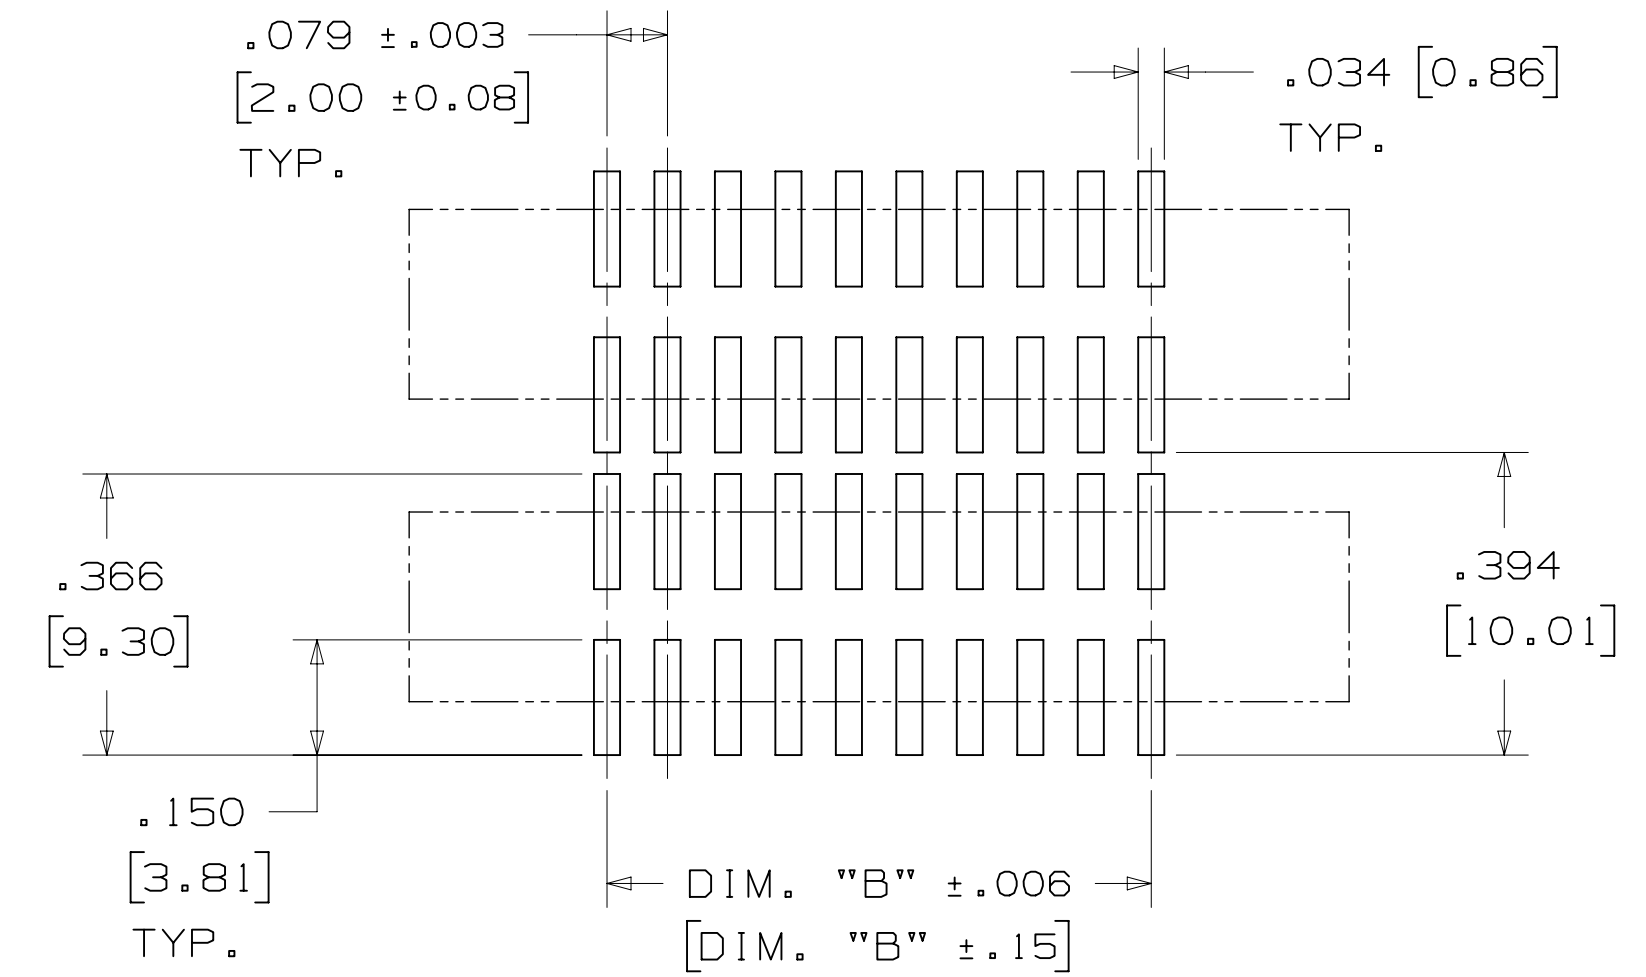 .079 ±.003
[2.00 ±0.08]
TYP.
.034 [0.86]
TYP.
.366
[9.30]
.394
[10.01]
.150
[3.81]
TYP.
DIM. "B" ±.006
[DIM. "B" ±.15]